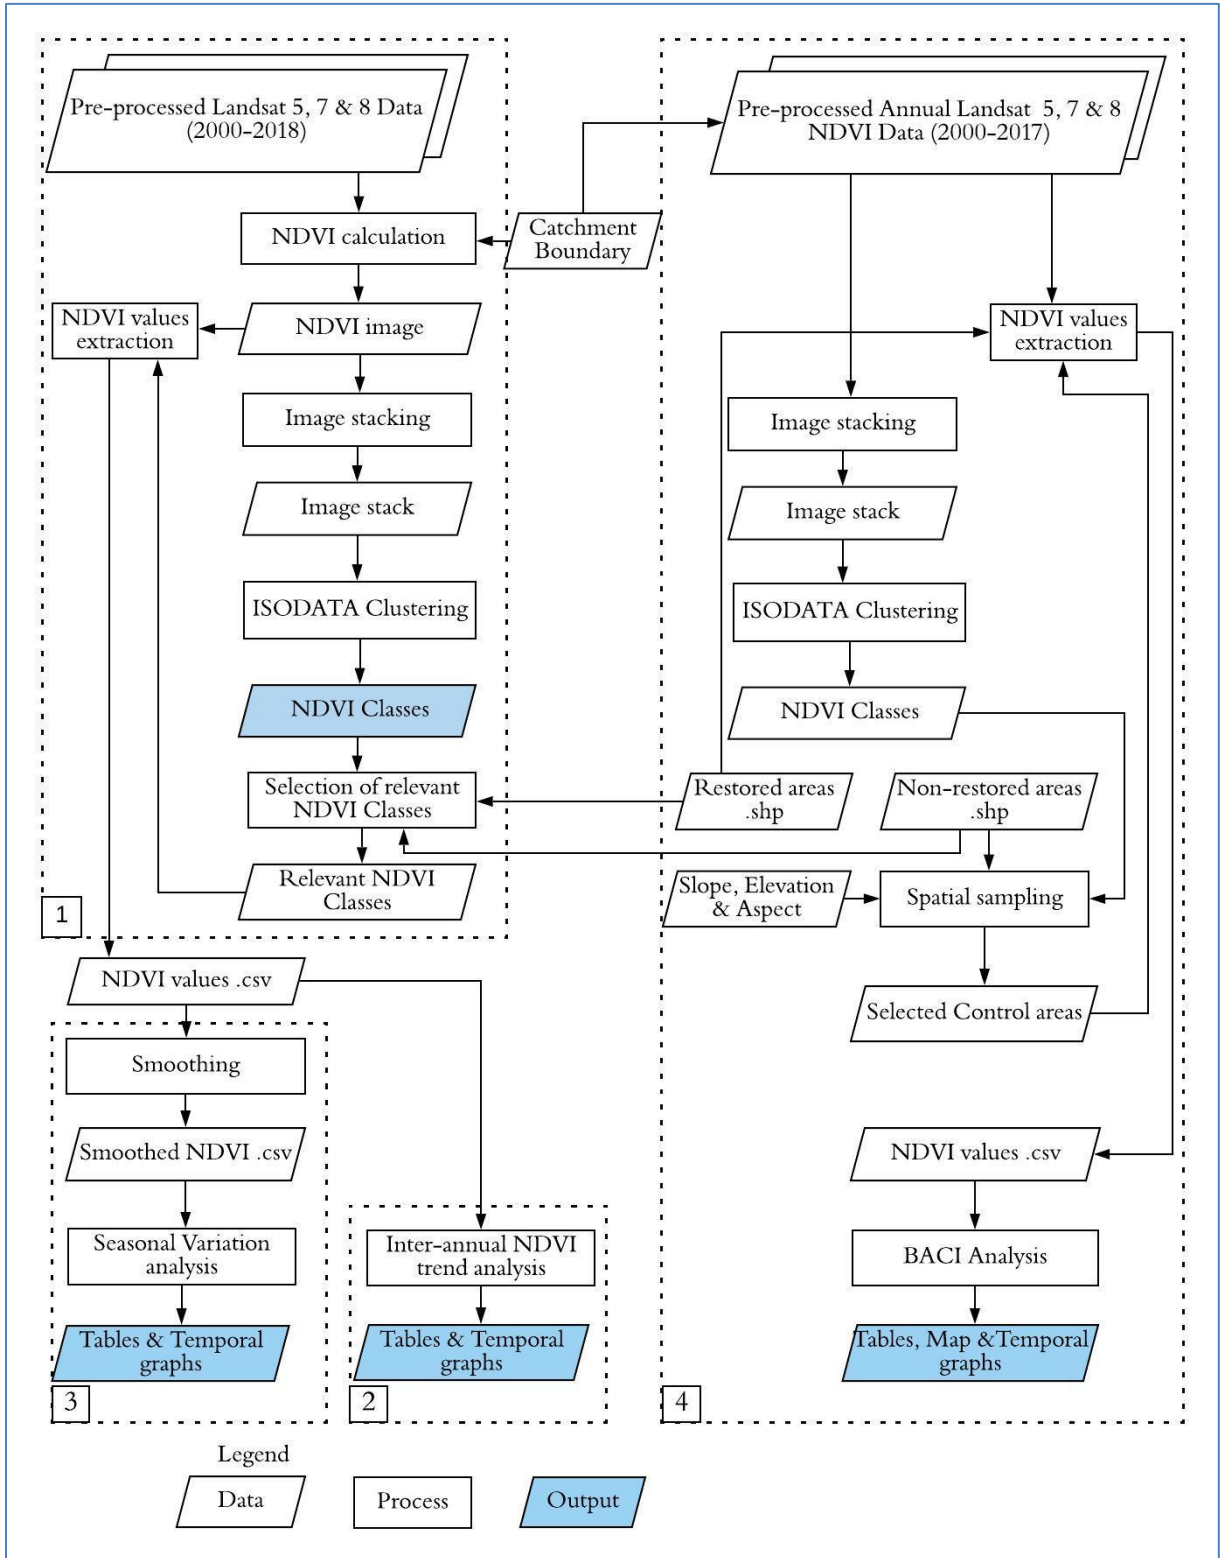 Pre-processed Landsat 5, 7 & 8 Data
(2000-2018)
NDVI calculation
NDVI values
extraction
NDVI image
Image stacking
Image stack
ISODATA Clustering
NDVI Classes
Selection of relevant
NDVI Classes
Relevant NDVI
Classes
1
Catchment
Boundary
Pre-processed Annual Landsat 5, 7 & 8
NDVI Data (2000-2017)
NDVI values
extraction
Image stacking
Image stack
ISODATA Clustering
NDVI Classes
Restored areas
.shp
Non-restored areas
.shp
Slope, Elevation
& Aspect
Spatial sampling
Selected Control areas
NDVI values .csv
BACI Analysis
Tables, Map &Temporal
graphs
4
NDVI values .csv
Smoothing
Smoothed NDVI .csv
Seasonal Variation
analysis
Tables & Temporal
graphs
3
Inter-annual NDVI
trend analysis
Tables & Temporal
graphs
2
Legend
Data
Process
Output